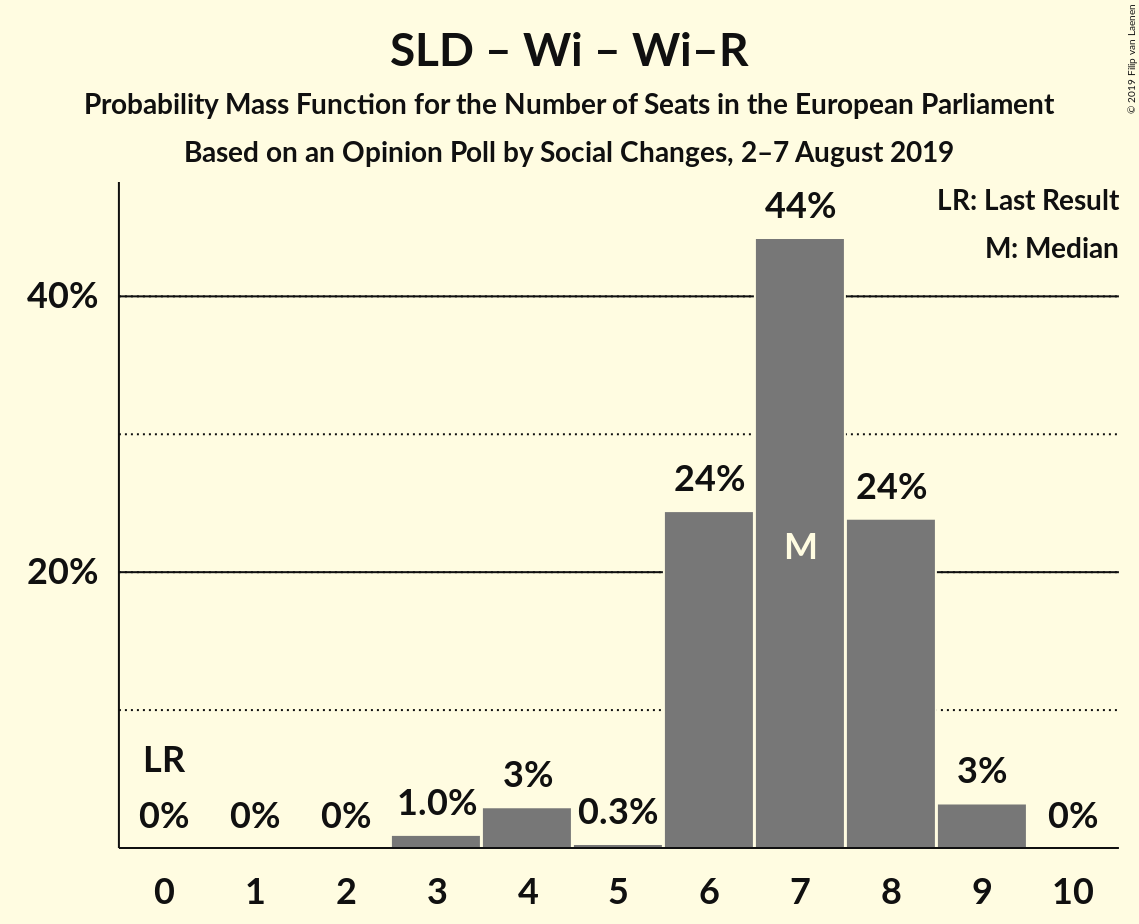 SLD – Wi – Wi–R
Probability Mass Function for the Number of Seats in the European Parliament
Based on an Opinion Poll by Social Changes, 2–7 August 2019
© 2019 Filip van Laenen
LR: Last Result
M: Median
44%
40%
24%
24%
M
20%
LR
0%
0%
0%
1.0%
3%
0.3%
3%
0%
0 1 2 3 4 5 6 7 8 9 10